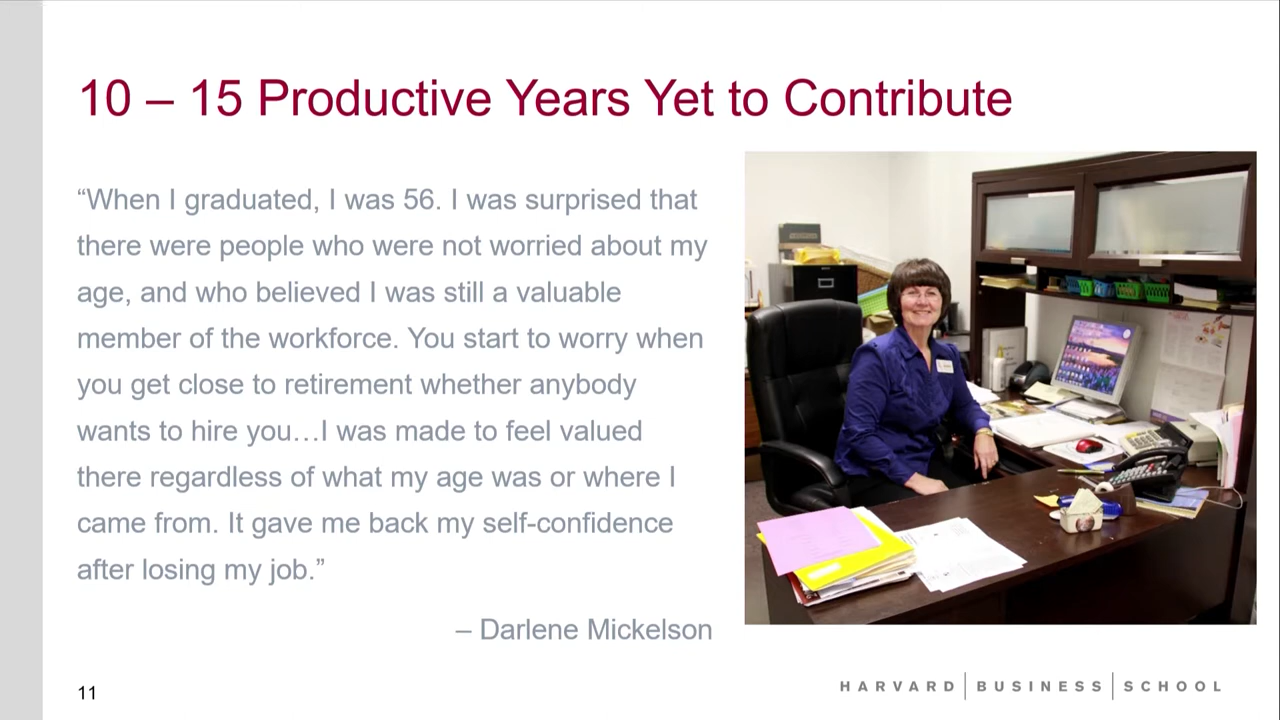 10 – 15 Productive Years Yet to Contribute
“When I graduated, I was 56. I was surprised that
there were people who were not worried about my
age, and who believed I was still a valuable
member of the workforce. You start to worry when
you get close to retirement whether anybody
wants to hire you…I was made to feel valued
there regardless of what my age was or where I
came from. It gave me back my self-confidence
after losing my job.”
– Darlene Mickelson
11
HARVARD | BUSINESS | SCHOOL